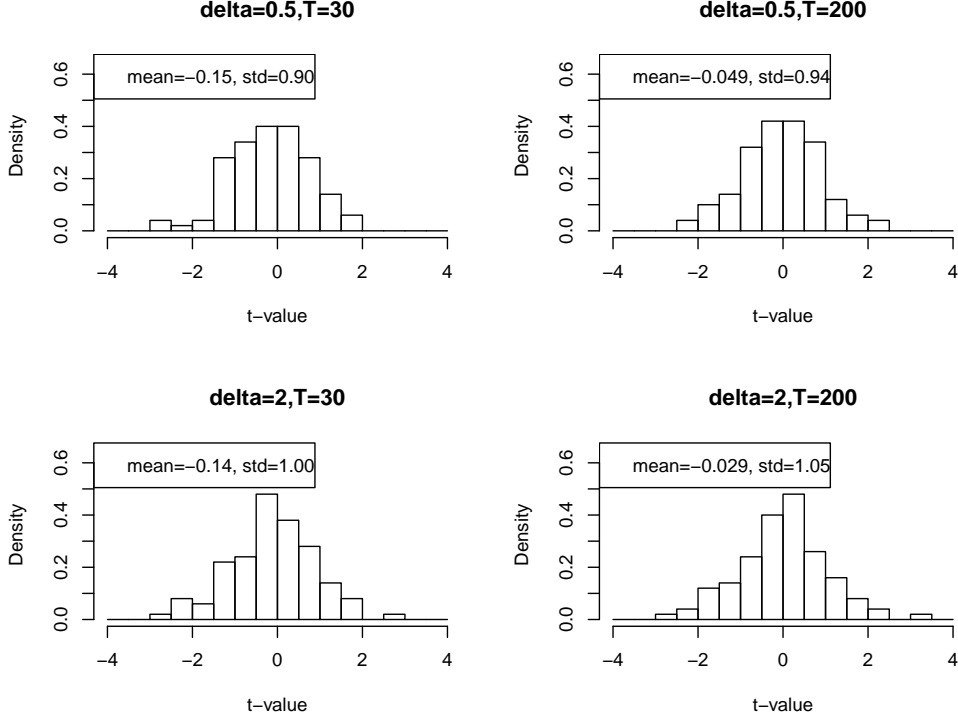 delta=0.5,T=30
mean=−0.15, std=0.90
Density
0.0
0.2
0.4
0.6
−4 −2 0 2 4
t−value
delta=0.5,T=200
mean=−0.049, std=0.94
Density
0.0
0.2
0.4
0.6
−4 −2 0 2 4
t−value
delta=2,T=30
mean=−0.14, std=1.00
Density
0.0
0.2
0.4
0.6
−4 −2 0 2 4
t−value
delta=2,T=200
mean=−0.029, std=1.05
Density
0.0
0.2
0.4
0.6
−4 −2 0 2 4
t−value